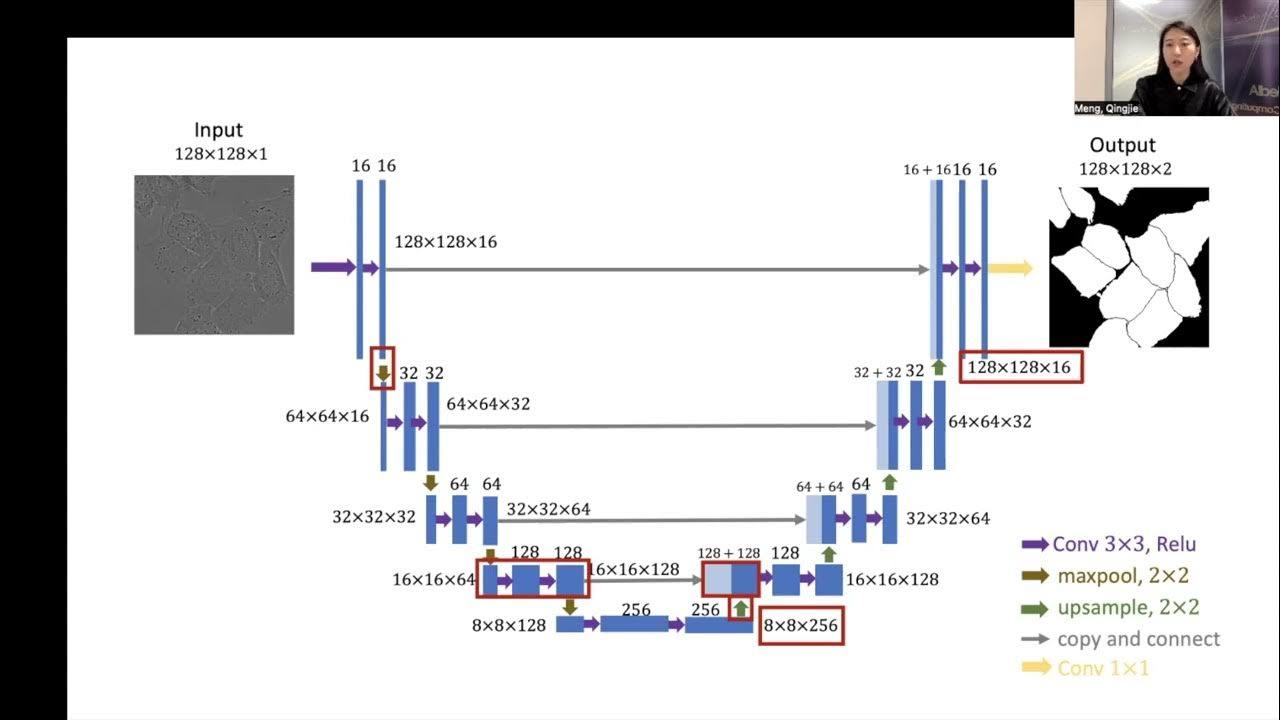 Meng, Qingjie
Input
128×128×1
Output
128×128×2
16 16
16 + 16 16 16
128×128×16
128×128×16
32 32
32 + 32 32
64×64×16
64×64×32
64×64×32
64 64
64 + 64 64
32×32×32
32×32×64
32×32×64
128 128
128 + 128 128
16×16×64
16×16×128
16×16×128
256 256
8×8×128
8×8×256
Conv 3×3, Relu
maxpool, 2×2
upsample, 2×2
copy and connect
Conv 1×1